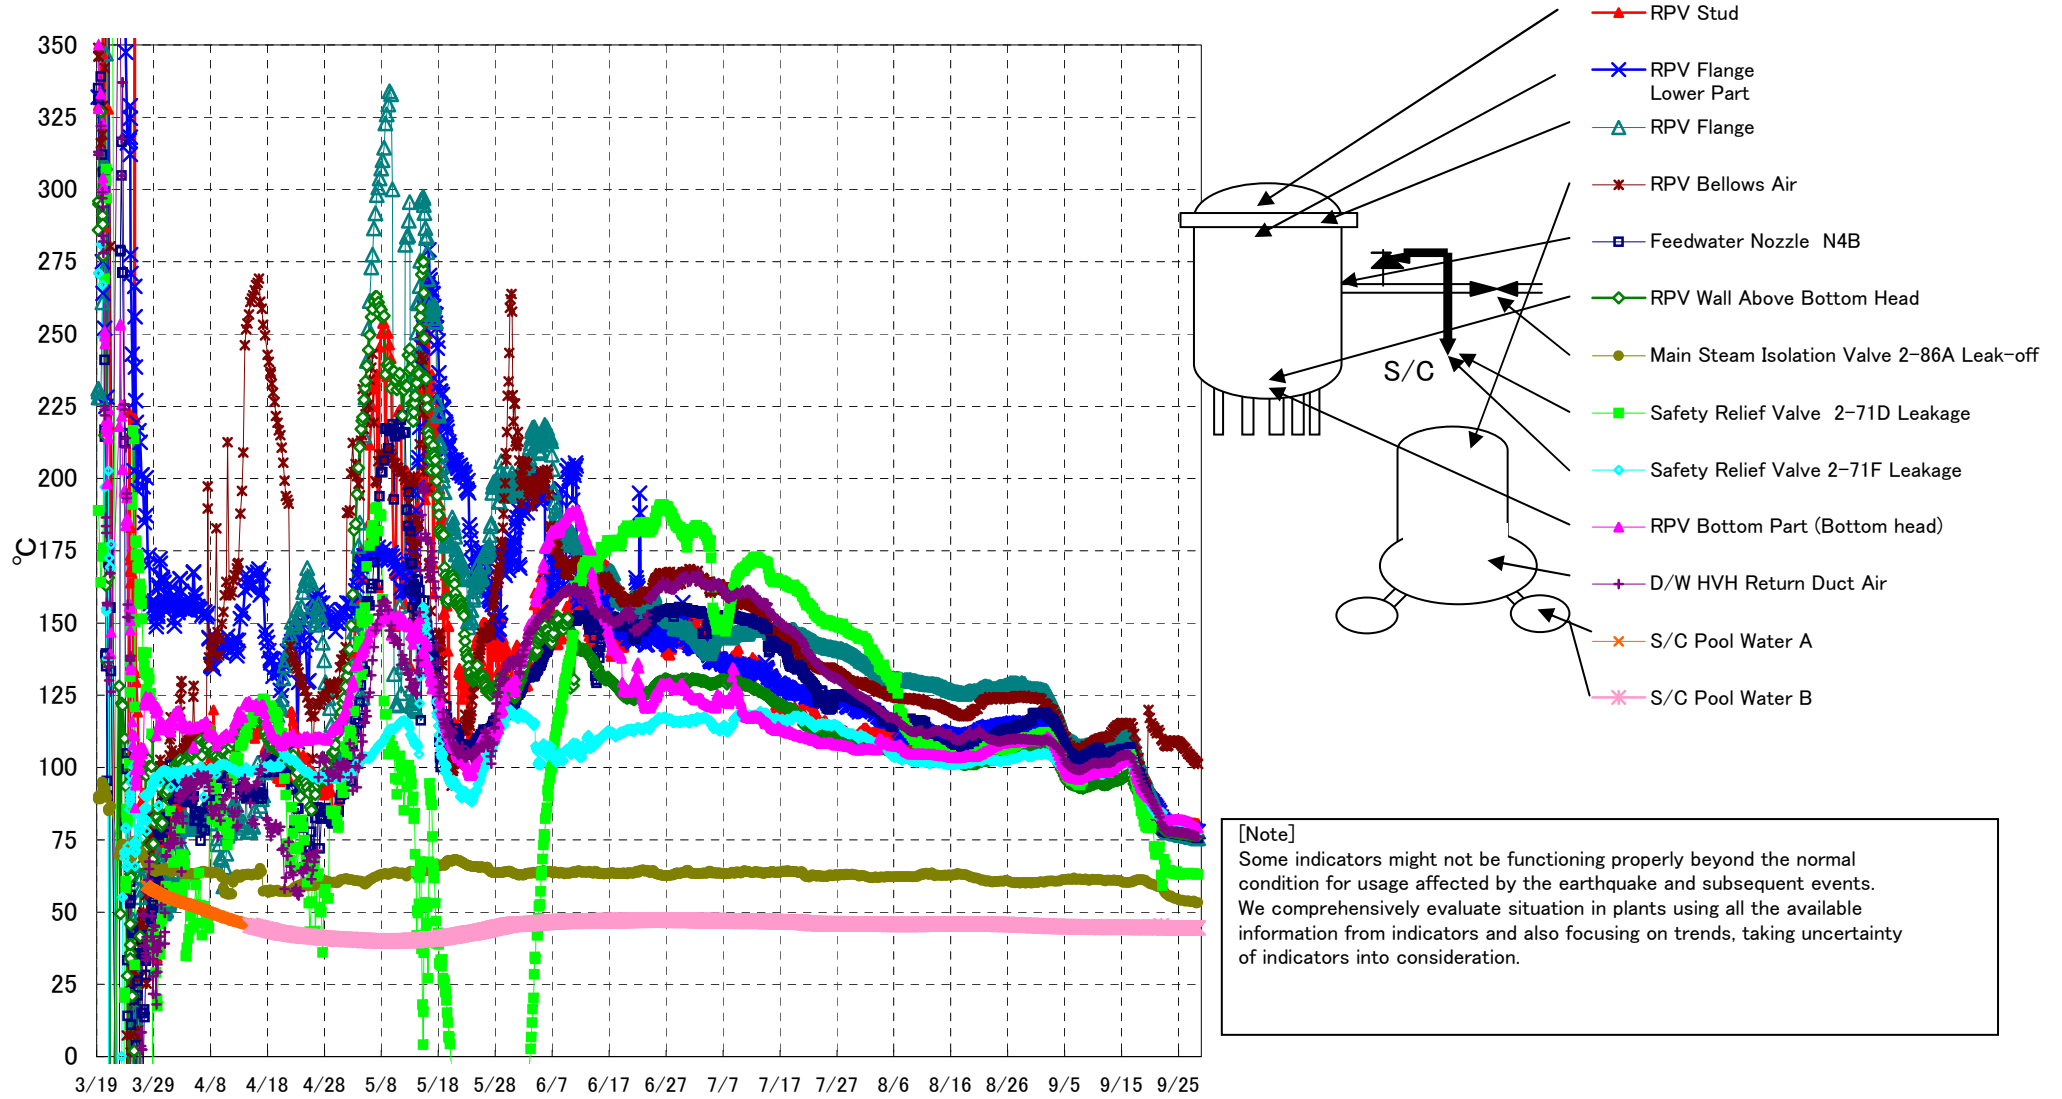 350
325
300
275
250
225
200
175
150
125
100
75
50
25
0
℃
3/19 3/29 4/8 4/18 4/28 5/8 5/18 5/28 6/7 6/17 6/27 7/7 7/17 7/27 8/6 8/16 8/26 9/5 9/15 9/25
RPV Stud
RPV Flange
Lower Part
RPV Flange
RPV Bellows Air
Feedwater Nozzle N4B
RPV Wall Above Bottom Head
Main Steam Isolation Valve 2-86A Leak-off
Safety Relief Valve 2-71D Leakage
Safety Relief Valve 2-71F Leakage
RPV Bottom Part (Bottom head)
D/W HVH Return Duct Air
S/C Pool Water A
S/C Pool Water B
S/C
[Note]
Some indicators might not be functioning properly beyond the normal
condition for usage affected by the earthquake and subsequent events.
We comprehensively evaluate situation in plants using all the available
information from indicators and also focusing on trends, taking uncertainty
of indicators into consideration.